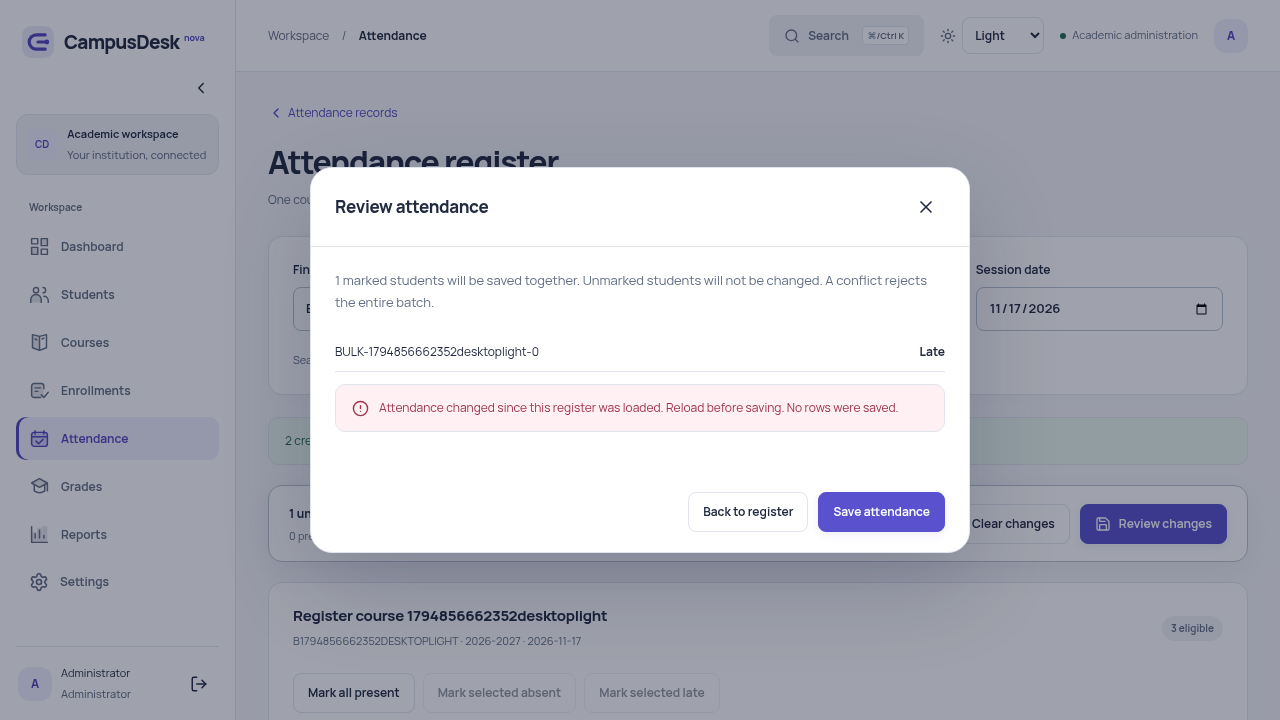 CampusDesk nova
Academic workspace
CD
Your institution, connected
Workspace
Dashboard
Students
Courses
Enrollments
Attendance
Grades
Reports
Settings
A
Administrator
Administrator
Workspace / Attendance
Search
⌘/Ctrl K
Light
Academic administration
A
Attendance records
Attendance register
One
Session date
11/17/2026
Review attendance
1 marked students will be saved together. Unmarked students will not be changed. A conflict rejects
the entire batch.
BULK-1794856662352desktoplight-0 Late
Attendance changed since this register was loaded. Reload before saving. No rows were saved.
Back to register
Save attendance
Clear changes
Review changes
Register course 1794856662352desktoplight
B1794856662352DESKTOPLIGHT · 2026-2027 · 2026-11-17
3 eligible
Mark all present
Mark selected absent
Mark selected late